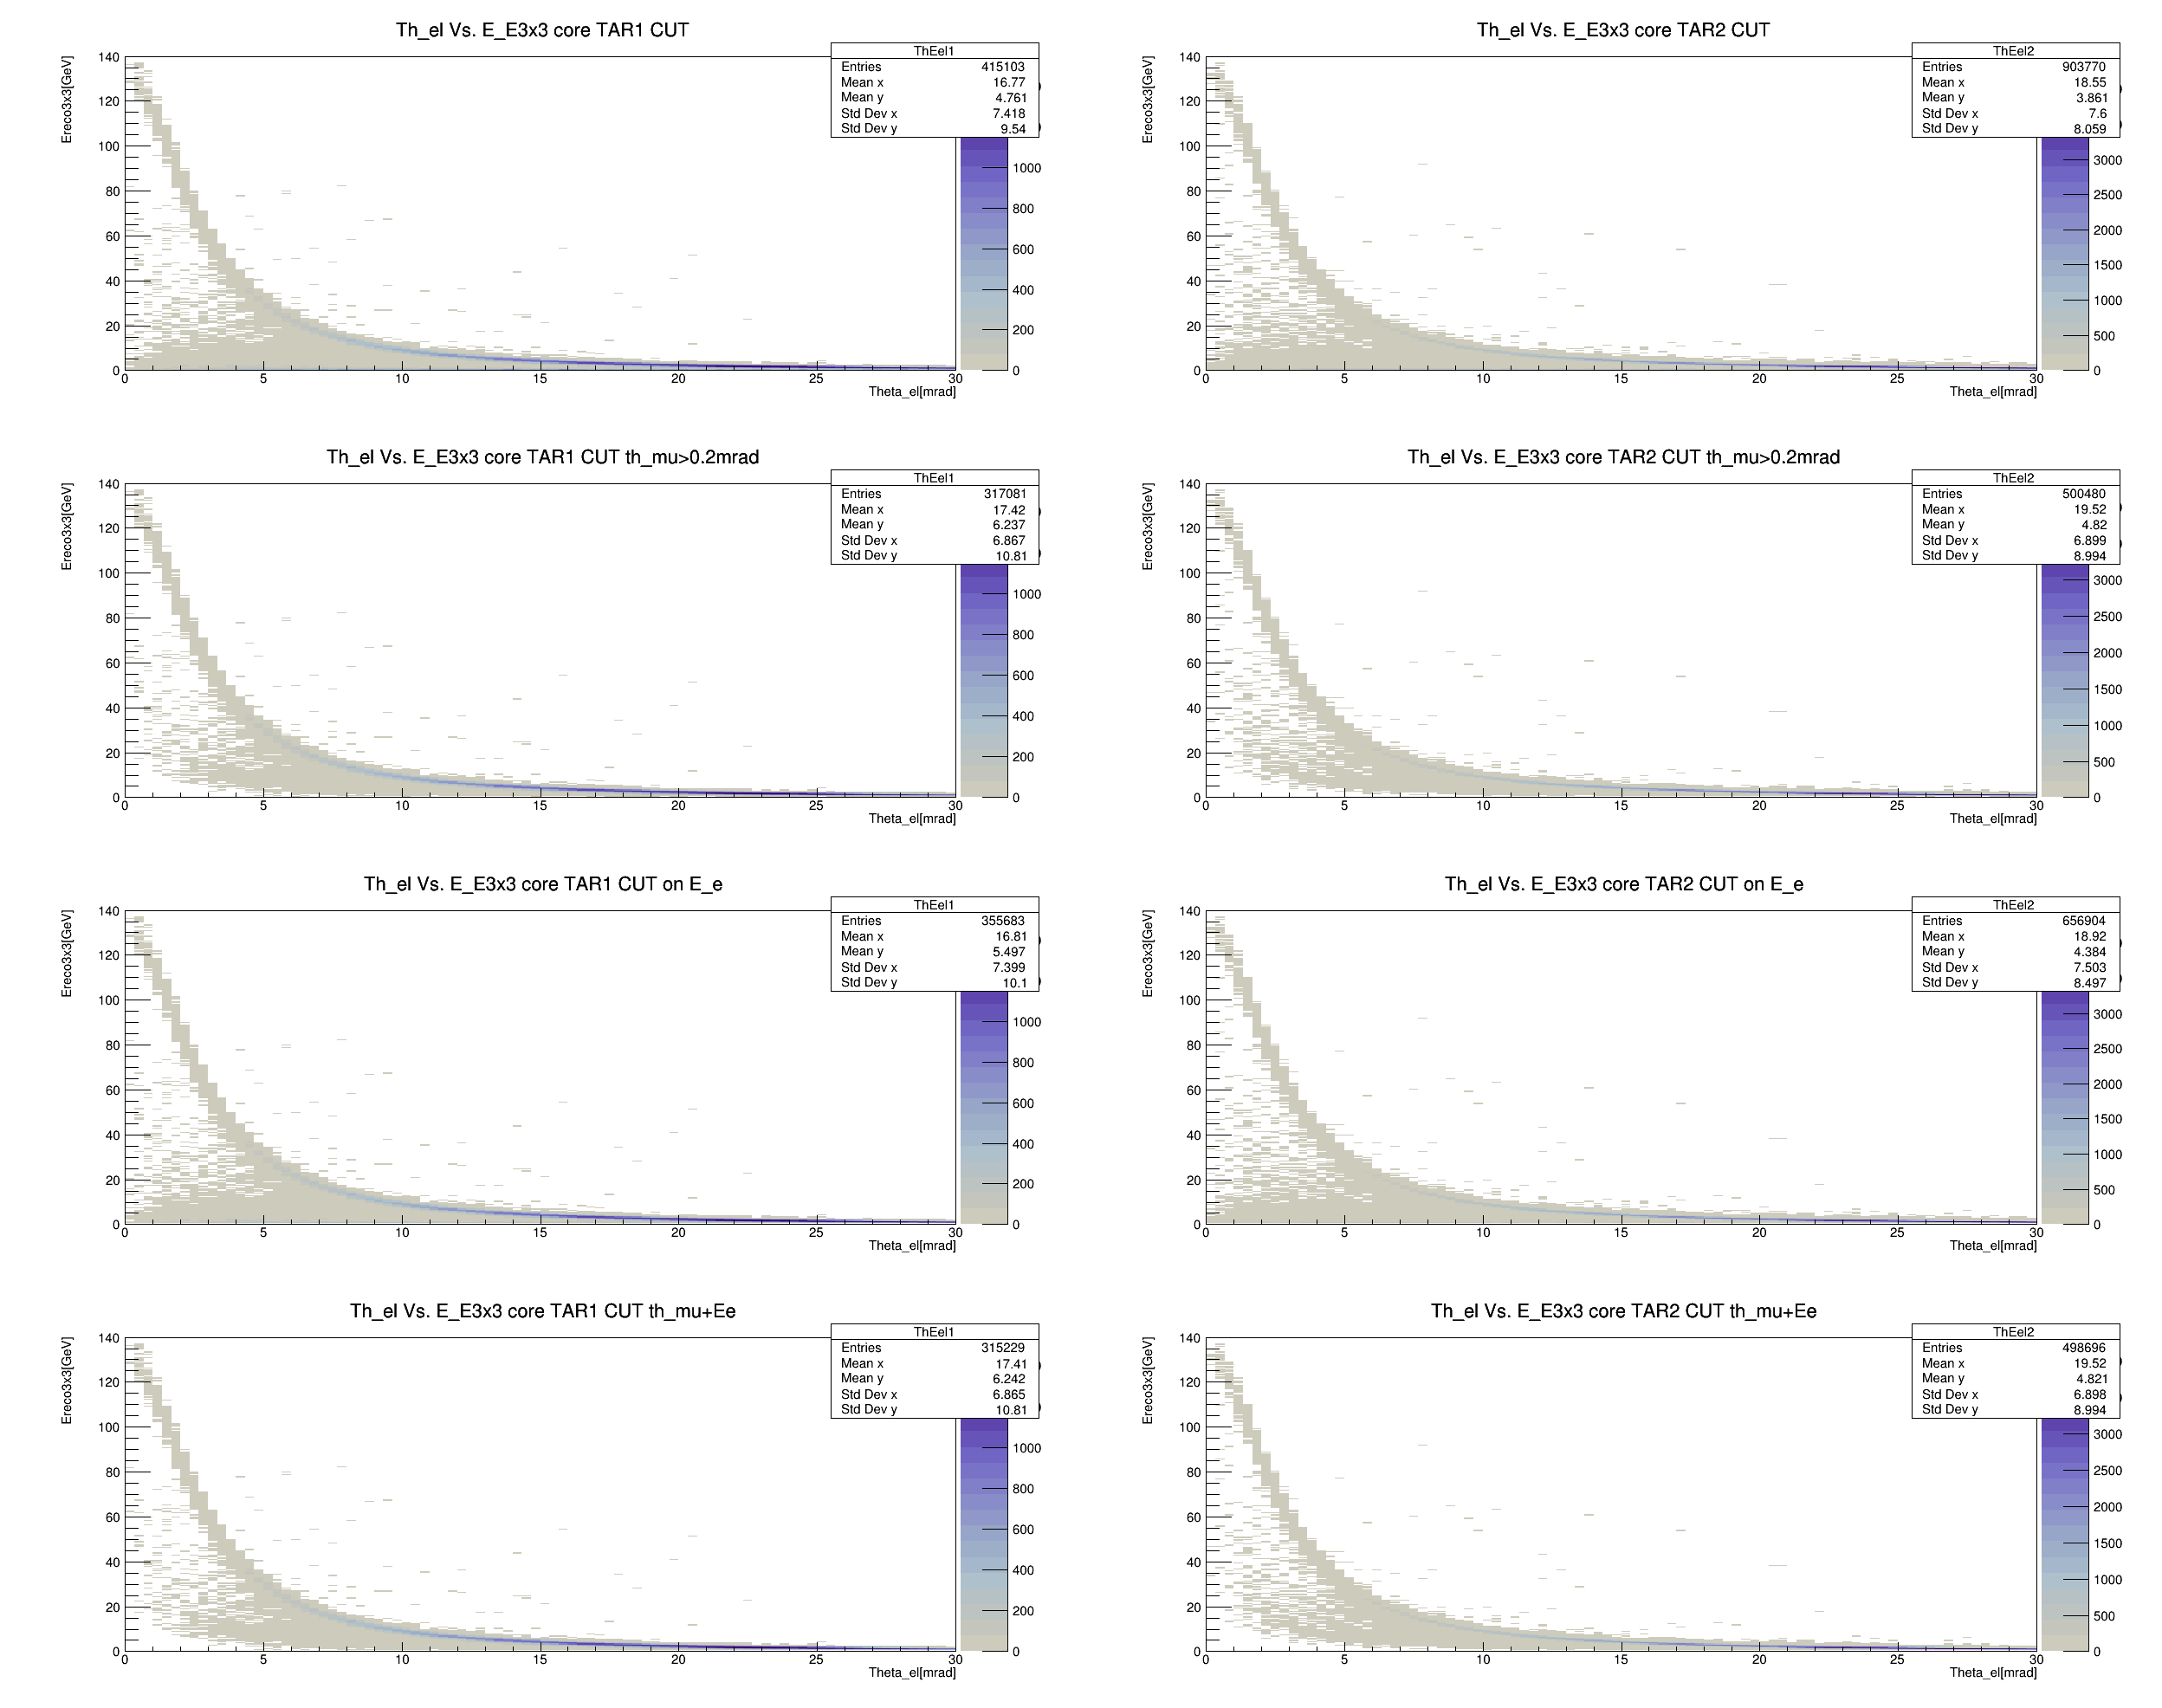 Th_el Vs. E_E3x3 core TAR1 CUT
Ereco3x3[GeV]
140
120
100
80
60
40
20
0
0 5 10 15 20 25 30
Theta_el[mrad]
ThEel1
Entries 415103
Mean x 16.77
Mean y 4.761
Std Dev x 7.418
Std Dev y 9.54
1000
800
600
400
200
0
Th_el Vs. E_E3x3 core TAR2 CUT
Ereco3x3[GeV]
140
120
100
80
60
40
20
0
0 5 10 15 20 25 30
Theta_el[mrad]
ThEel2
Entries 903770
Mean x 18.55
Mean y 3.861
Std Dev x 7.6
Std Dev y 8.059
3000
2500
2000
1500
1000
500
0
Th_el Vs. E_E3x3 core TAR1 CUT th_mu>0.2mrad
Ereco3x3[GeV]
140
120
100
80
60
40
20
0
0 5 10 15 20 25 30
Theta_el[mrad]
ThEel1
Entries 317081
Mean x 17.42
Mean y 6.237
Std Dev x 6.867
Std Dev y 10.81
1000
800
600
400
200
0
Th_el Vs. E_E3x3 core TAR2 CUT th_mu>0.2mrad
Ereco3x3[GeV]
140
120
100
80
60
40
20
0
0 5 10 15 20 25 30
Theta_el[mrad]
ThEel2
Entries 500480
Mean x 19.52
Mean y 4.82
Std Dev x 6.899
Std Dev y 8.994
3000
2500
2000
1500
1000
500
0
Th_el Vs. E_E3x3 core TAR1 CUT on E_e
Ereco3x3[GeV]
140
120
100
80
60
40
20
0
0 5 10 15 20 25 30
Theta_el[mrad]
ThEel1
Entries 355683
Mean x 16.81
Mean y 5.497
Std Dev x 7.399
Std Dev y 10.1
1000
800
600
400
200
0
Th_el Vs. E_E3x3 core TAR2 CUT on E_e
Ereco3x3[GeV]
140
120
100
80
60
40
20
0
0 5 10 15 20 25 30
Theta_el[mrad]
ThEel2
Entries 656904
Mean x 18.92
Mean y 4.384
Std Dev x 7.503
Std Dev y 8.497
3000
2500
2000
1500
1000
500
0
Th_el Vs. E_E3x3 core TAR1 CUT th_mu+Ee
Ereco3x3[GeV]
140
120
100
80
60
40
20
0
0 5 10 15 20 25 30
Theta_el[mrad]
ThEel1
Entries 315229
Mean x 17.41
Mean y 6.242
Std Dev x 6.865
Std Dev y 10.81
1000
800
600
400
200
0
Th_el Vs. E_E3x3 core TAR2 CUT th_mu+Ee
Ereco3x3[GeV]
140
120
100
80
60
40
20
0
0 5 10 15 20 25 30
Theta_el[mrad]
ThEel2
Entries 498696
Mean x 19.52
Mean y 4.821
Std Dev x 6.898
Std Dev y 8.994
3000
2500
2000
1500
1000
500
0